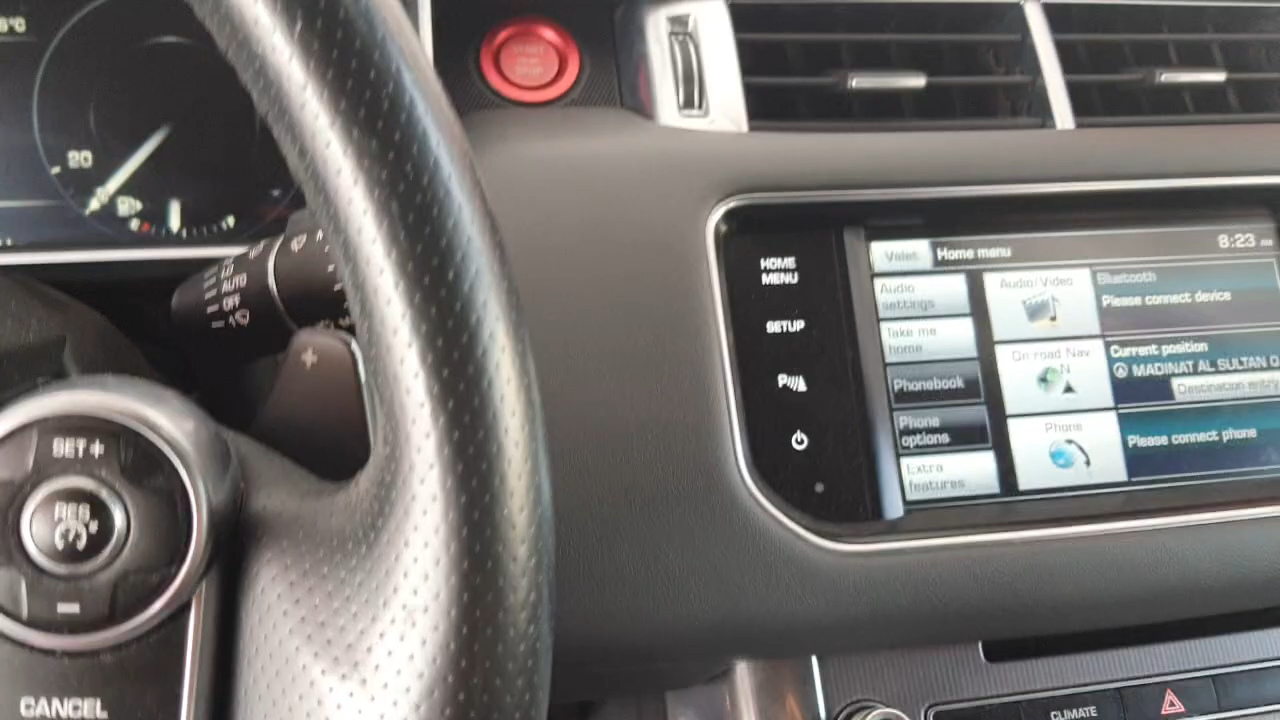 20
START
STOP
AUTO
OFF
+
SET +
RES
CANCEL
HOME
MENU
SETUP
P
Valet
Home menu
8:23
Audio
settings
Take me
home
Phonebook
Phone
options
Extra
features
Audio/Video
Bluetooth
Please connect device
On road Nav
N
Current position
MADINAT AL SULTAN Q
Destination entry
Phone
Please connect phone
CLIMATE